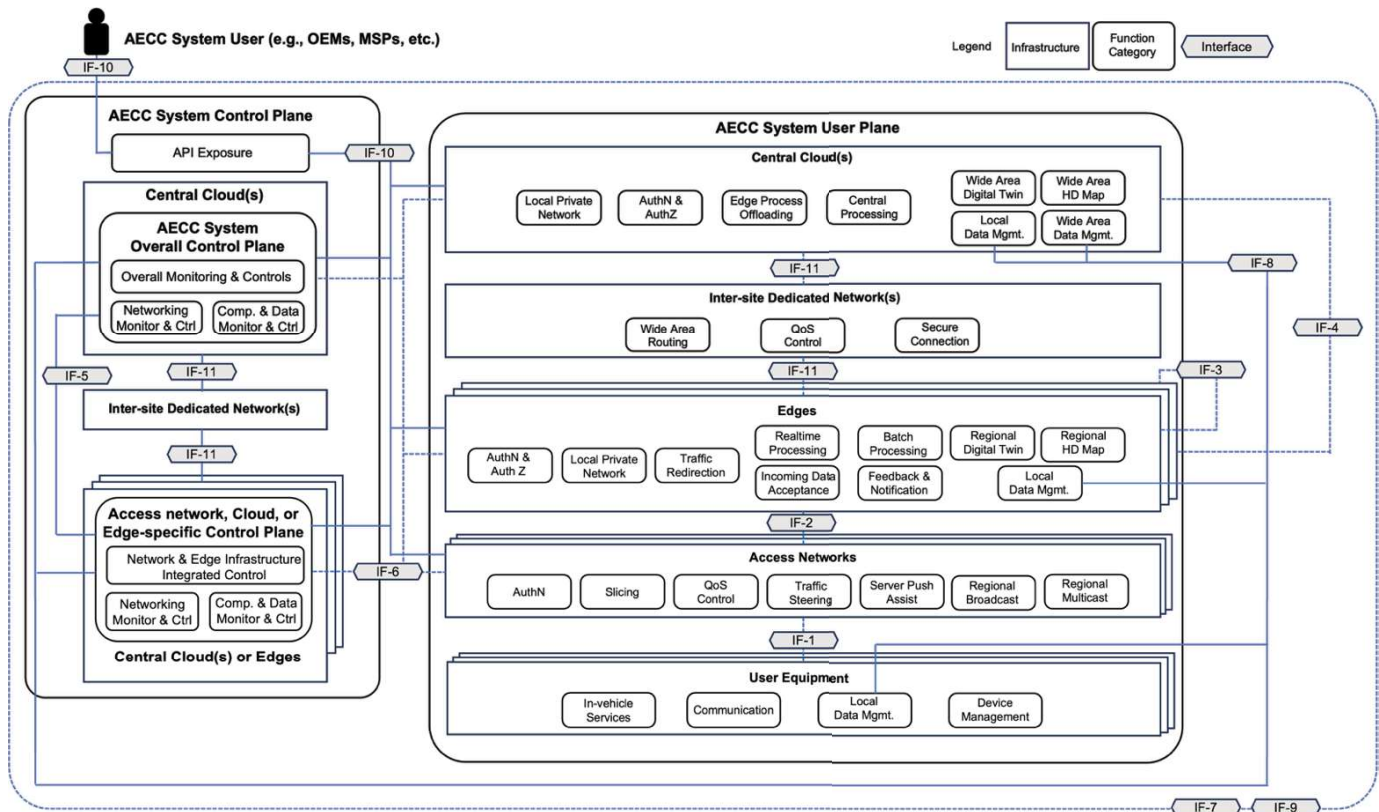 AECC System User (e.g., OEMs, MSPs, etc.)
Legend
Infrastructure
Function
Category
Interface
IF-10
AECC System Control Plane
API Exposure
IF-10
Central Cloud(s)
AECC System
Overall Control Plane
Overall Monitoring & Controls
Networking
Monitor & Ctrl
Comp. & Data
Monitor & Ctrl
IF-5
IF-11
Inter-site Dedicated Network(s)
IF-11
Access network, Cloud, or
Edge-specific Control Plane
Network & Edge Infrastructure
Integrated Control
Networking
Monitor & Ctrl
Comp. & Data
Monitor & Ctrl
Central Cloud(s) or Edges
IF-6
AECC System User Plane
Central Cloud(s)
Local Private
Network
AuthN &
AuthZ
Edge Process
Offloading
Central
Processing
Wide Area
Digital Twin
Wide Area
HD Map
Local
Data Mgmt.
Wide Area
Data Mgmt.
IF-11
IF-8
Inter-site Dedicated Network(s)
Wide Area
Routing
QoS
Control
Secure
Connection
IF-4
IF-11
IF-3
Edges
AuthN &
Auth Z
Local Private
Network
Traffic
Redirection
Realtime
Processing
Batch
Processing
Regional
Digital Twin
Regional
HD Map
Incoming Data
Acceptance
Feedback &
Notification
Local
Data Mgmt.
IF-2
Access Networks
AuthN
Slicing
QoS
Control
Traffic
Steering
Server Push
Assist
Regional
Broadcast
Regional
Multicast
IF-1
User Equipment
In-vehicle
Services
Communication
Local
Data Mgmt.
Device
Management
IF-7
IF-9